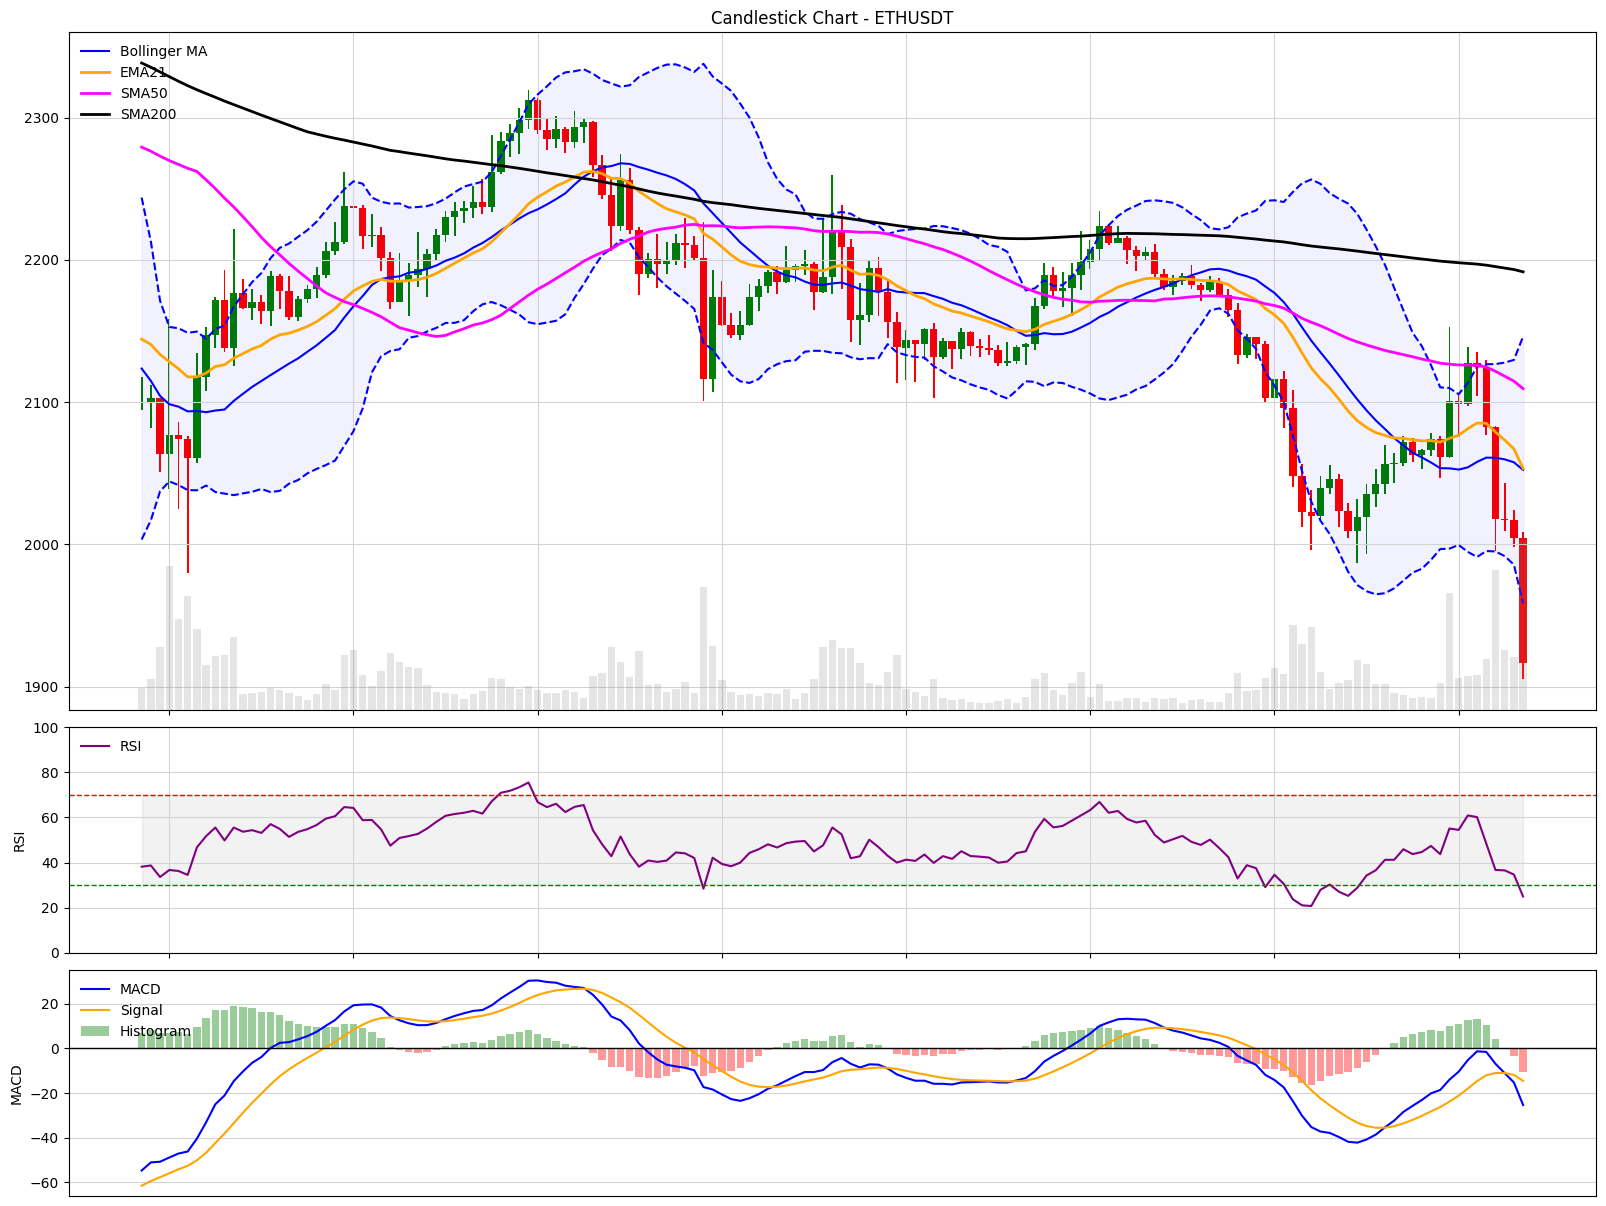 Candlestick Chart - ETHUSDT
Bollinger MA
EMA21
SMA50
SMA200
2300
2200
2100
2000
1900
RSI
RSI
100
80
60
40
20
0
MACD
Signal
Histogram
MACD
20
0
−20
−40
−60